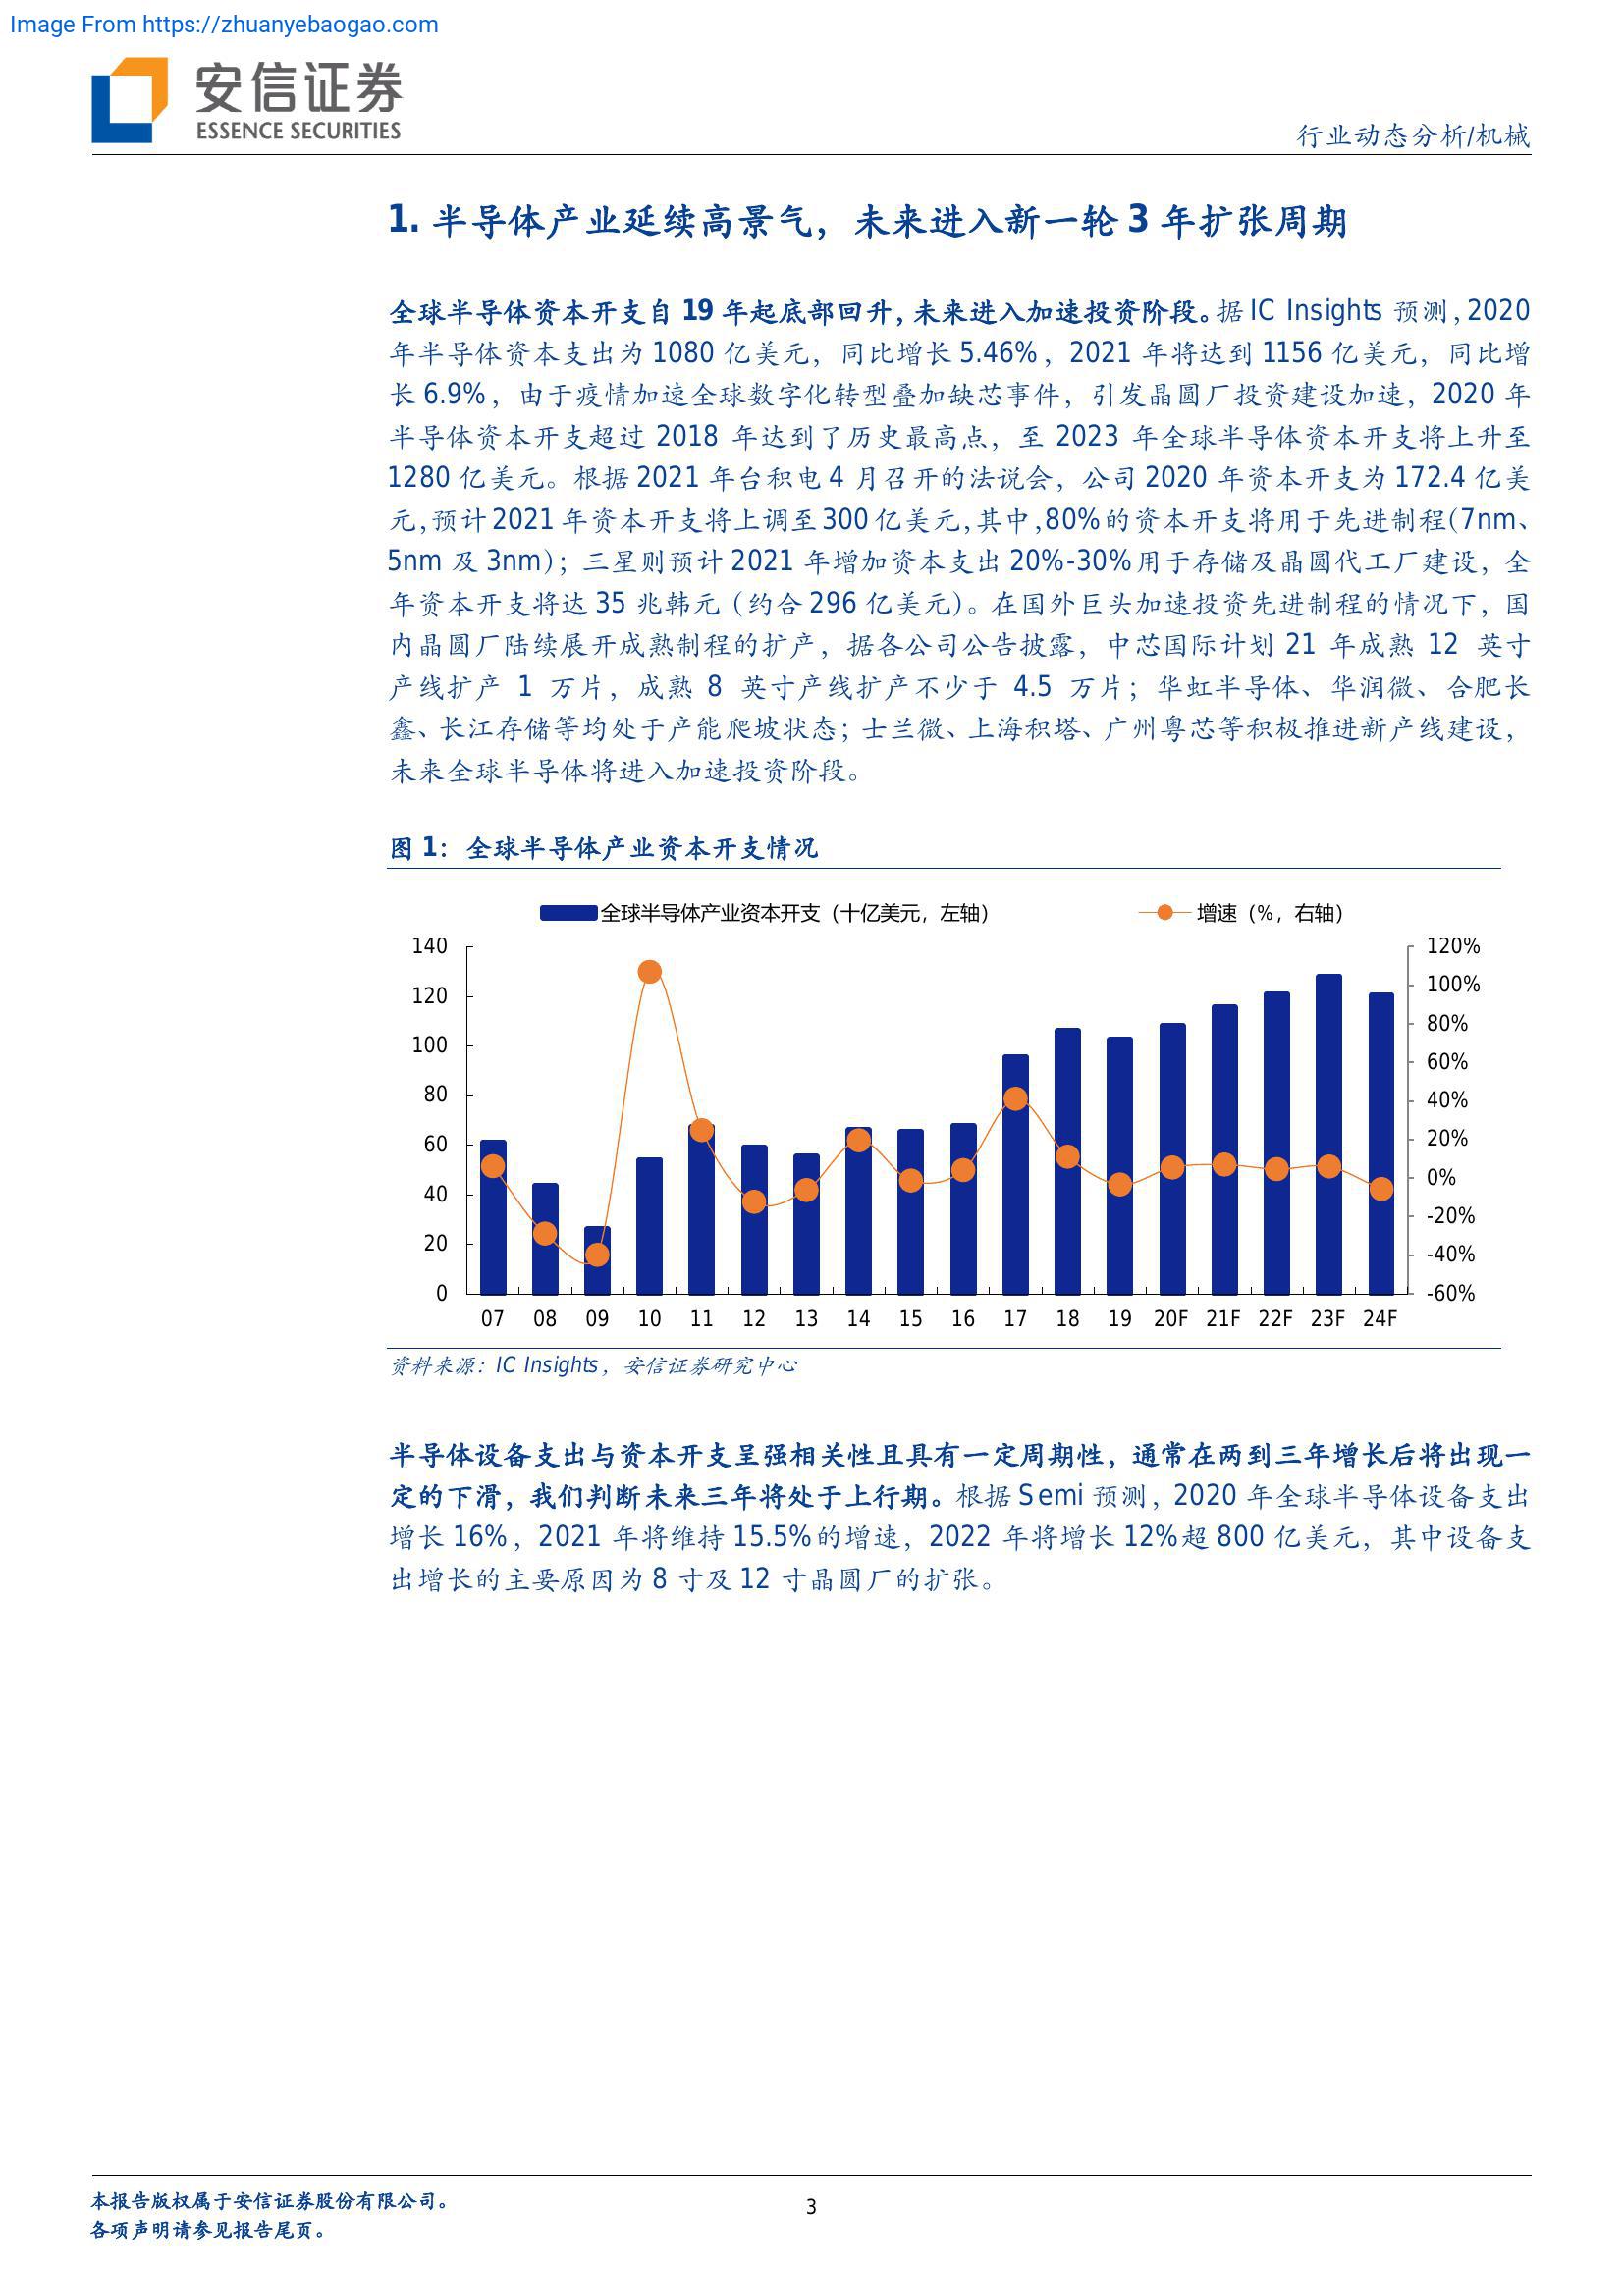 Image From https://zhuanyebaogao.com
安信证券
ESSENCE SECURITIES
行业动态分析/机械
1. 半导体产业延续高景气，未来进入新一轮 3 年扩张周期
全球半导体资本开支自 19 年起底部回升，未来进入加速投资阶段。据 IC Insights 预测，2020
年半导体资本支出为 1080 亿美元，同比增长 5.46%，2021 年将达到 1156 亿美元，同比增
长 6.9%，由于疫情加速全球数字化转型叠加缺芯事件，引发晶圆厂投资建设加速，2020 年
半导体资本开支超过 2018 年达到了历史最高点，至 2023 年全球半导体资本开支将上升至
1280 亿美元。根据 2021 年台积电 4 月召开的法说会，公司 2020 年资本开支为 172.4 亿美
元，预计 2021 年资本开支将上调至 300 亿美元，其中，80%的资本开支将用于先进制程(7nm、
5nm 及 3nm)；三星则预计 2021 年增加资本支出 20%-30%用于存储及晶圆代工厂建设，全
年资本开支将达 35 兆韩元（约合 296 亿美元）。在国外巨头加速投资先进制程的情况下，国
内晶圆厂陆续展开成熟制程的扩产，据各公司公告披露，中芯国际计划 21 年成熟 12 英寸
产线扩产 1 万片，成熟 8 英寸产线扩产不少于 4.5 万片；华虹半导体、华润微、合肥长
鑫、长江存储等均处于产能爬坡状态；士兰微、上海积塔、广州粤芯等积极推进新产线建设，
未来全球半导体将进入加速投资阶段。
图 1：全球半导体产业资本开支情况
全球半导体产业资本开支（十亿美元，左轴） 增速（%，右轴）
140 120%
120 100%
100 80%
80 60%
60 40%
40 20%
20 0%
0 -20%
-40%
-60%
07 08 09 10 11 12 13 14 15 16 17 18 19 20F 21F 22F 23F 24F
资料来源：IC Insights，安信证券研究中心
半导体设备支出与资本开支呈强相关性且具有一定周期性，通常在两到三年增长后将出现一
定的下滑，我们判断未来三年将处于上行期。根据 Semi 预测，2020 年全球半导体设备支出
增长 16%，2021 年将维持 15.5%的增速，2022 年将增长 12%超 800 亿美元，其中设备支
出增长的主要原因为 8 寸及 12 寸晶圆厂的扩张。
本报告版权属于安信证券股份有限公司。
3
各项声明请参见报告尾页。